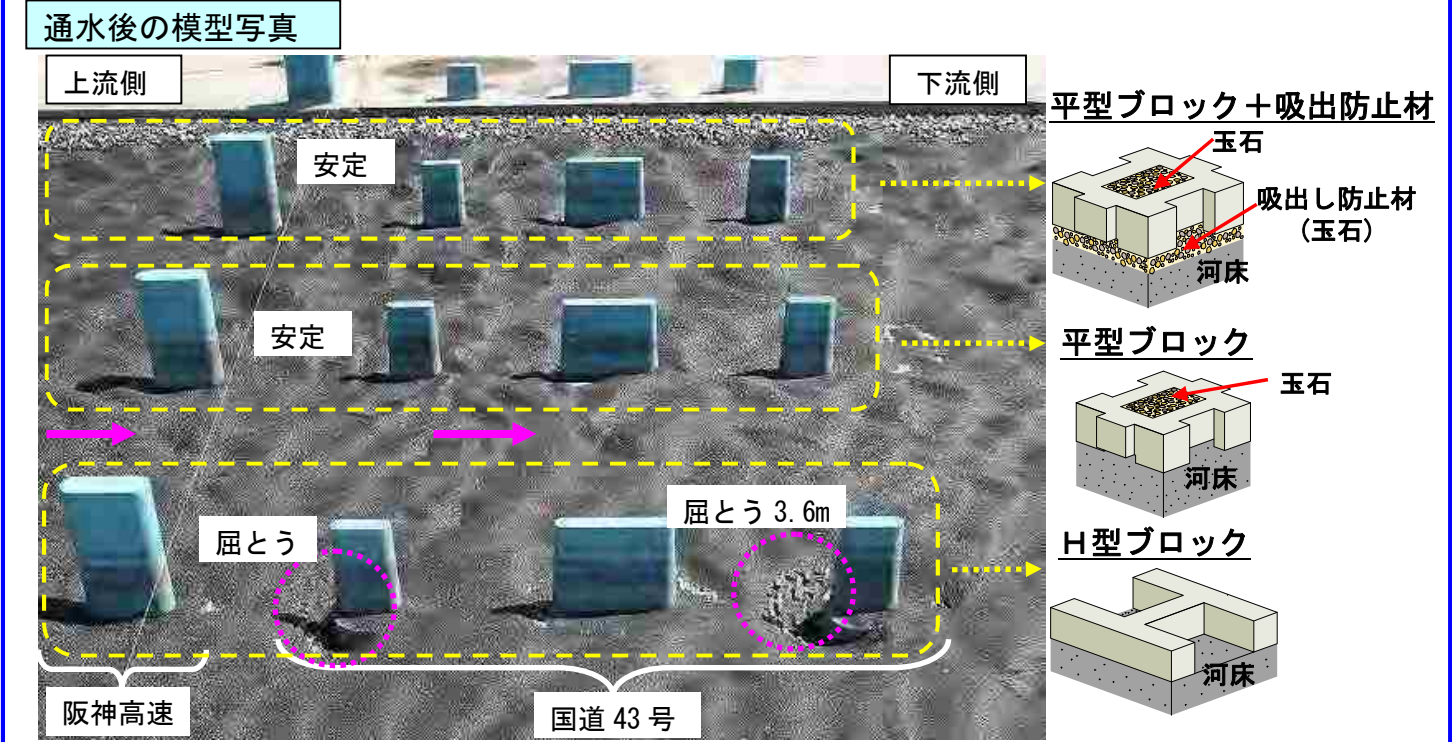 通水後の模型写真
上流側
下流側
安定
安定
屈とう
屈とう 3.6m
阪神高速
国道 43 号
平型ブロック＋吸出防止材
玉石
吸出し防止材
（玉石）
河床
平型ブロック
玉石
河床
Ｈ型ブロック
河床